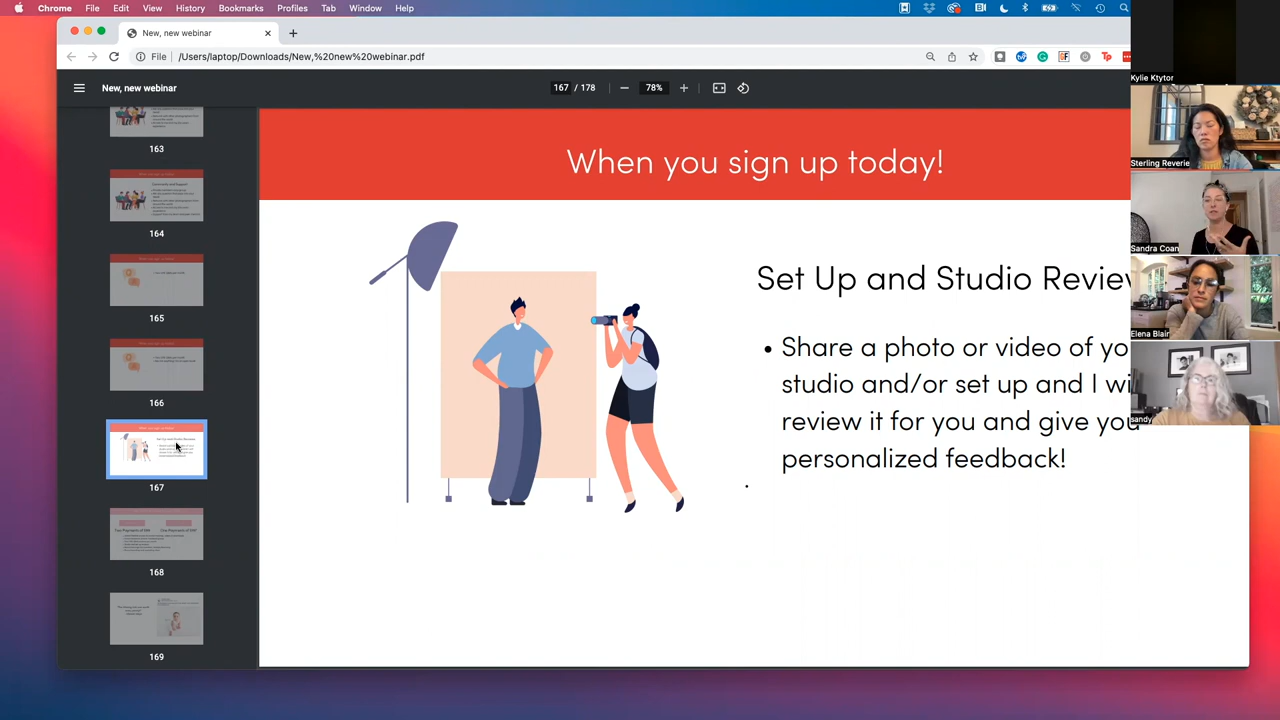 Chrome File Edit View History Bookmarks Profiles Tab Window Help
New, new webinar
File /Users/laptop/Downloads/New,%20new%20webinar.pdf
New, new webinar
167 / 178
78%
When you sign up today!
Set Up and Studio Review
• Share a photo or video of yo
studio and/or set up and I wi
review it for you and give you
personalized feedback!
163
164
165
166
167
168
169
Kylie Ktytor
Sterling Reverie
Sandra Coan
Elena Blair
sandy